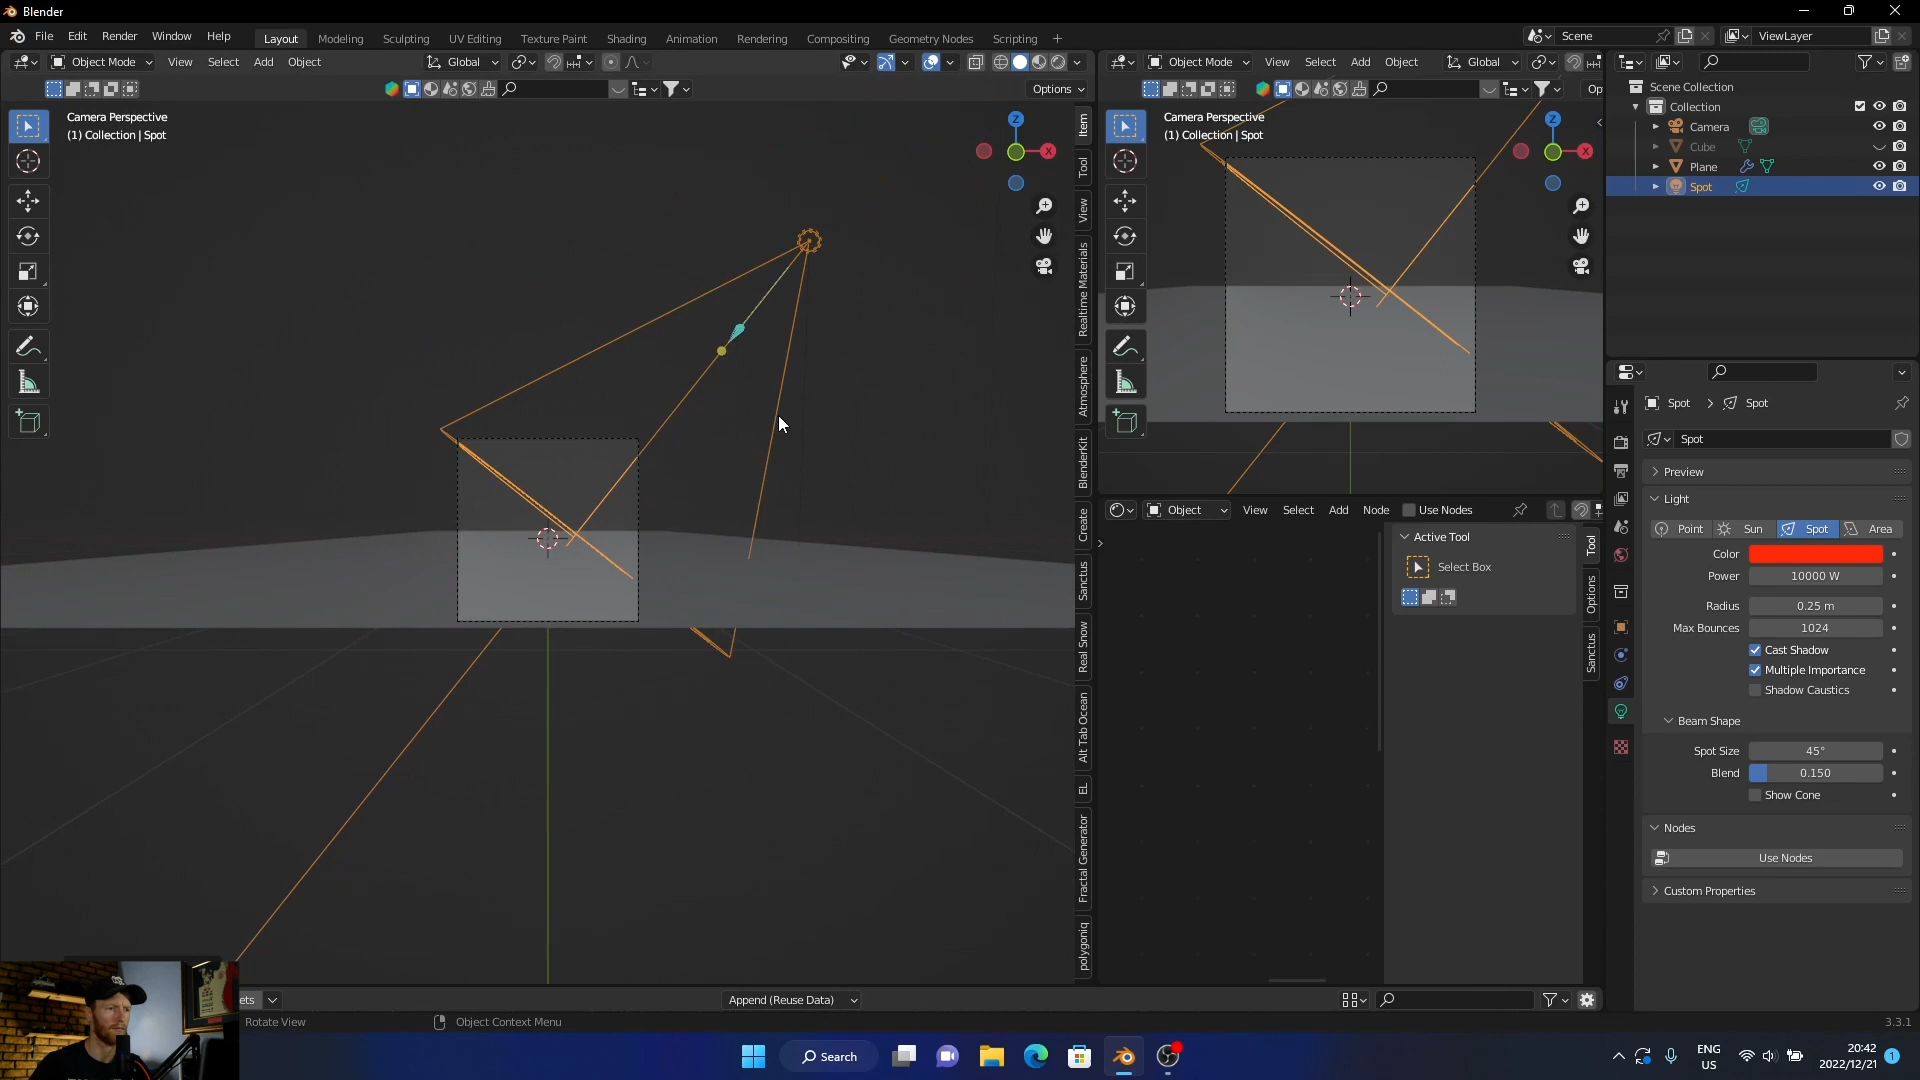 Blender
File Edit Render Window Help
Layout Modeling Sculpting UV Editing Texture Paint Shading Animation Rendering Compositing Geometry Nodes Scripting +
Scene
ViewLayer
Object Mode View Select Add Object
Global
Object Mode View Select Add Object
Global
Options
Op
Camera Perspective
(1) Collection | Spot
Z
X
Item
Tool
View
Realtime Materials
Atmosphere
BlenderKit
Create
Sanctus
Real Snow
Alt Tab Ocean
EL
Fractal Generator
polygoniq
Camera Perspective
(1) Collection | Spot
Z
X
Object View Select Add Node Use Nodes
Active Tool
Select Box
Tool
Options
Sanctus
Scene Collection
Collection
Camera
Cube
Plane
Spot
Spot > Spot
Spot
Preview
Light
Point Sun Spot Area
Color
Power 10000 W
Radius 0.25 m
Max Bounces 1024
Cast Shadow
Multiple Importance
Shadow Caustics
Beam Shape
Spot Size 45°
Blend 0.150
Show Cone
Nodes
Use Nodes
Custom Properties
ets
Append (Reuse Data)
Rotate View
Object Context Menu
3.3.1
Search
ENG
US
20:42
2022/12/21
1